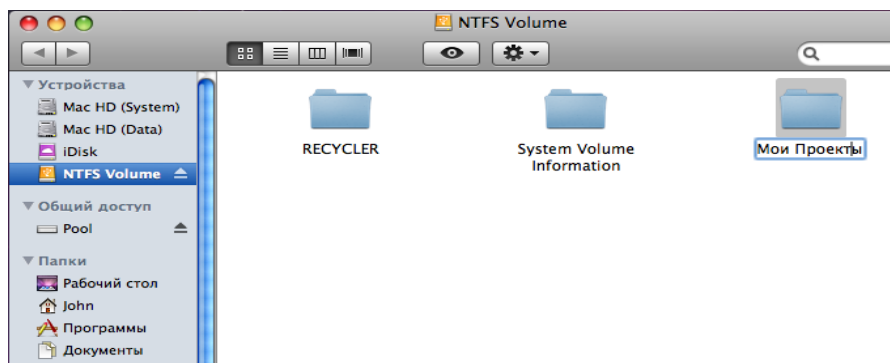 NTFS Volume
Устройства
Mac HD (System)
Mac HD (Data)
iDisk
NTFS Volume
Общий доступ
Pool
Папки
Рабочий стол
John
Программы
Документы
RECYCLER
System Volume
Information
Мои Проекты